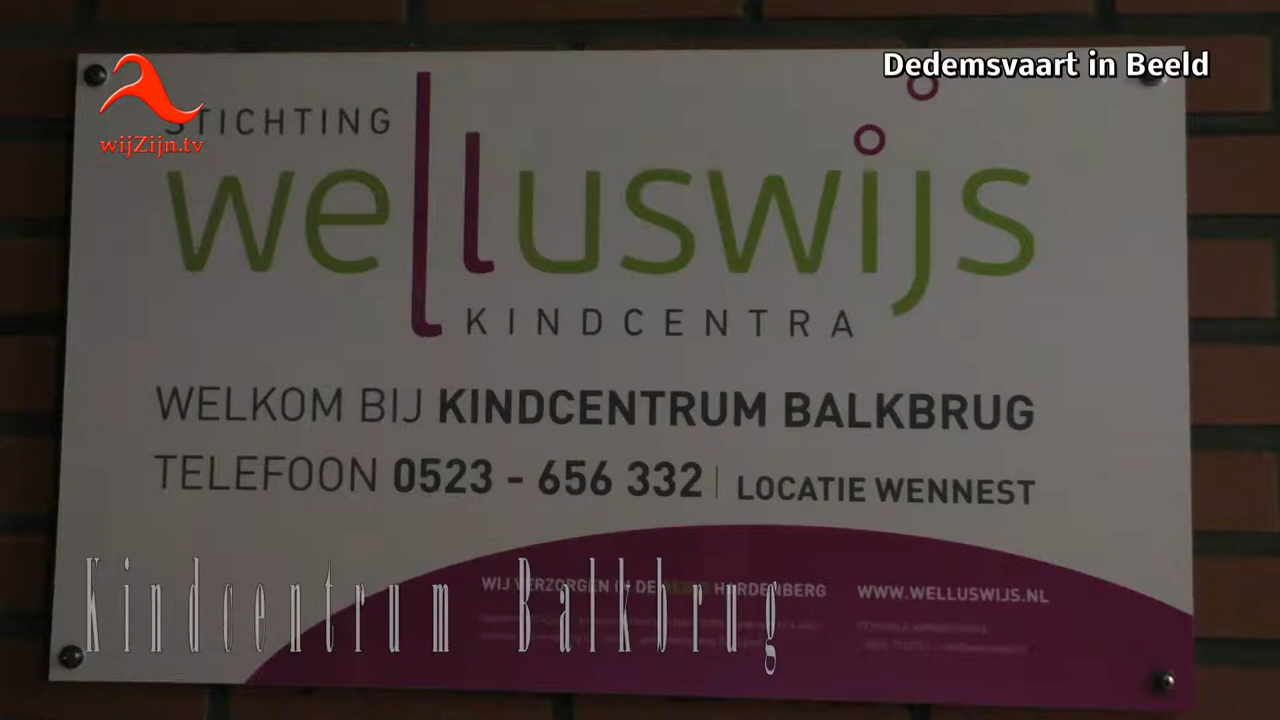 Dedemsvaart in Beeld
wijZijn.tv
STICHTING
welluswijs
KINDCENTRA
WELKOM BIJ KINDCENTRUM BALKBRUG
TELEFOON 0523 - 656 332 | LOCATIE WENNEST
WIJ VERZORGEN IN DE HARDENBERG
WWW.WELLUSWIJS.NL
Kindcentrum Balkbrug